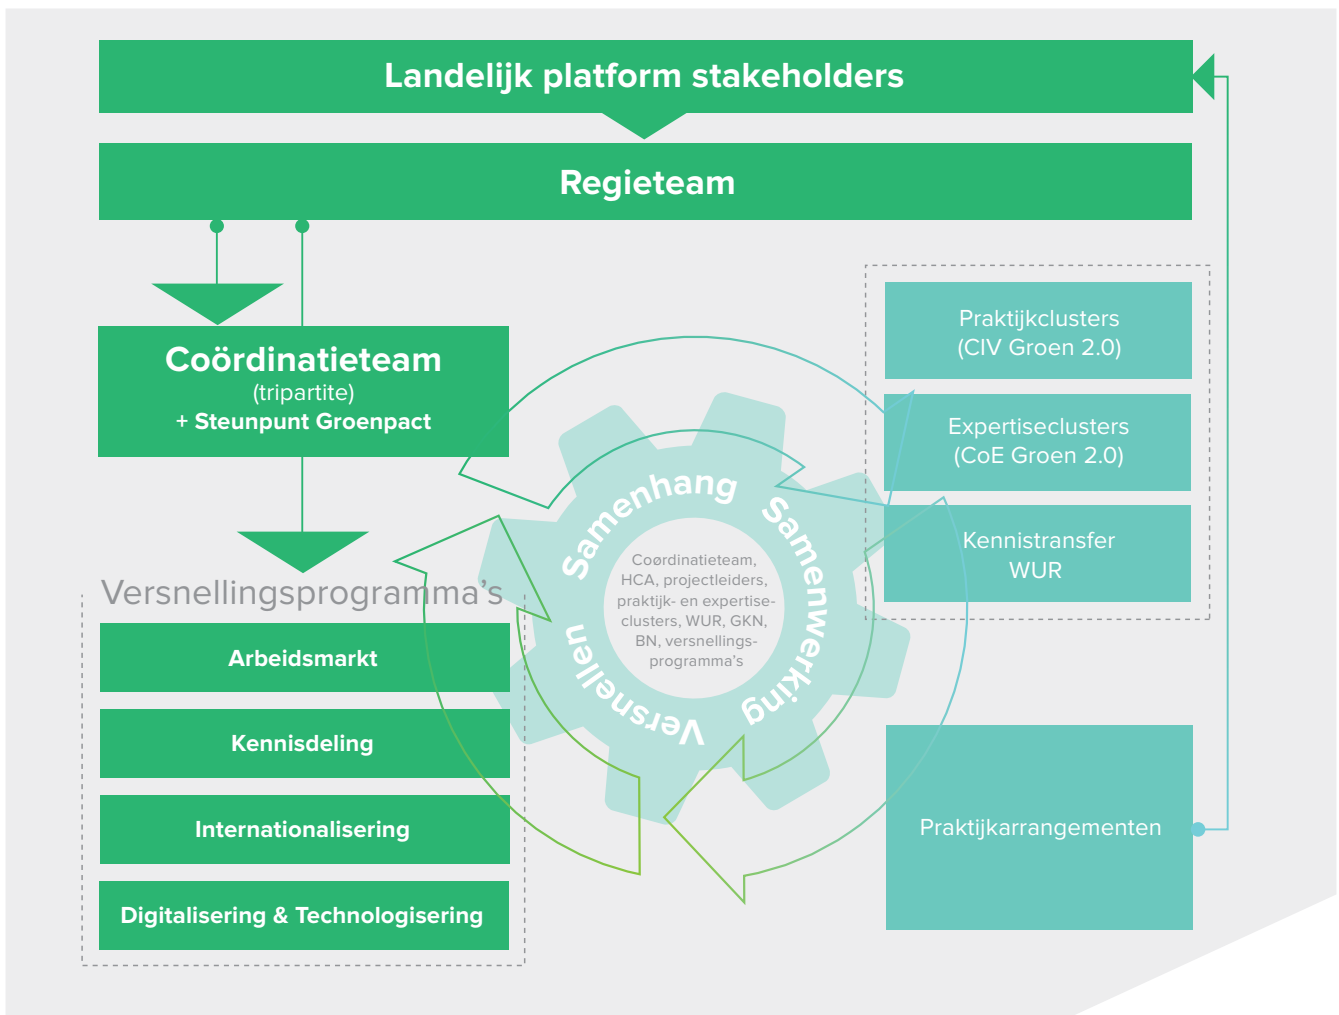 Landelijk platform stakeholders
Regieteam
Coördinatieteam
(tripartite)
+ Steunpunt Groenpact
Versnellingsprogramma's
Arbeidsmarkt
Kennisdeling
Internationalisering
Digitalisering & Technologisering
Samenhang
Samenwerking
Versnellen
Coørdinatieteam,
HCA, projectleiders,
praktijk- en expertise-
clusters, WUR, GKN,
BN, versnellings-
programma's
Praktijkclusters
(CIV Groen 2.0)
Expertiseclusters
(CoE Groen 2.0)
Kennistransfer
WUR
Praktijkarrangementen